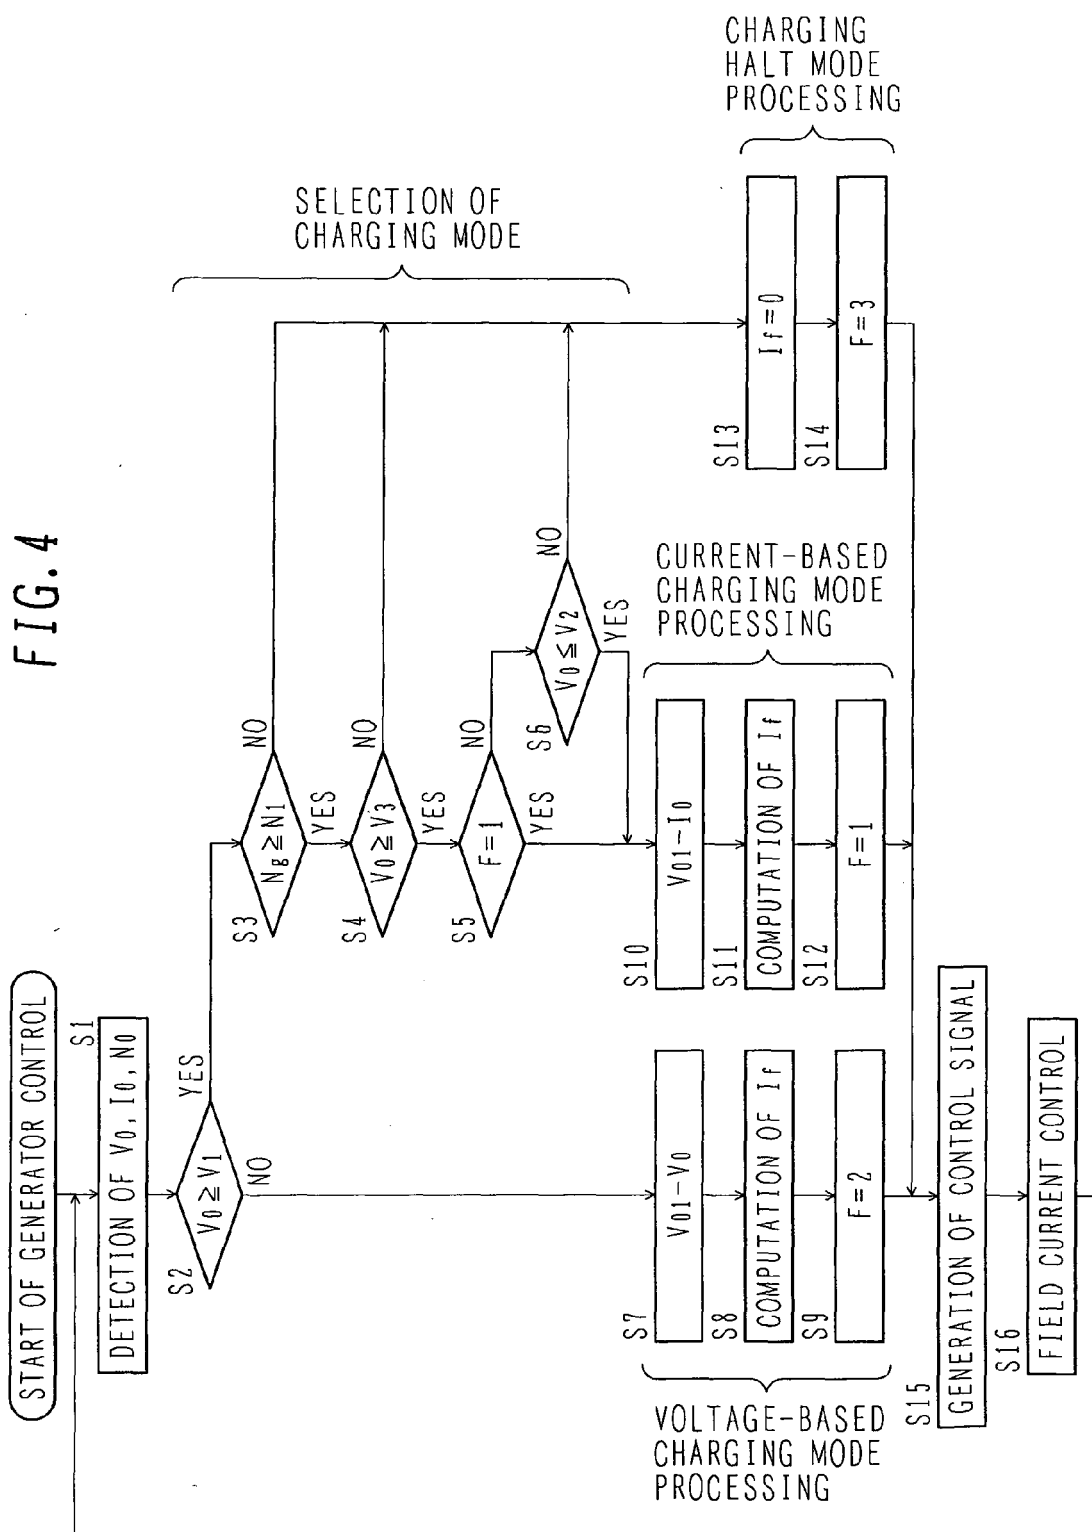 FIG. 4
START OF GENERATOR CONTROL
S1
DETECTION OF V0, I0, N0
S2
V0 ≧ V1
YES
NO
SELECTION OF
CHARGING MODE
S3
Ng ≧ N1
NO
YES
S4
V0 ≧ V3
NO
YES
S5
F=1
NO
YES
S6
V0 ≦ V2
NO
YES
VOLTAGE-BASED
CHARGING MODE
PROCESSING
S7
V01-V0
S8
COMPUTATION OF If
S9
F=2
CURRENT-BASED
CHARGING MODE
PROCESSING
S10
V01-I0
S11
COMPUTATION OF If
S12
F=1
CHARGING
HALT MODE
PROCESSING
S13
If=0
S14
F=3
S15
GENERATION OF CONTROL SIGNAL
S16
FIELD CURRENT CONTROL